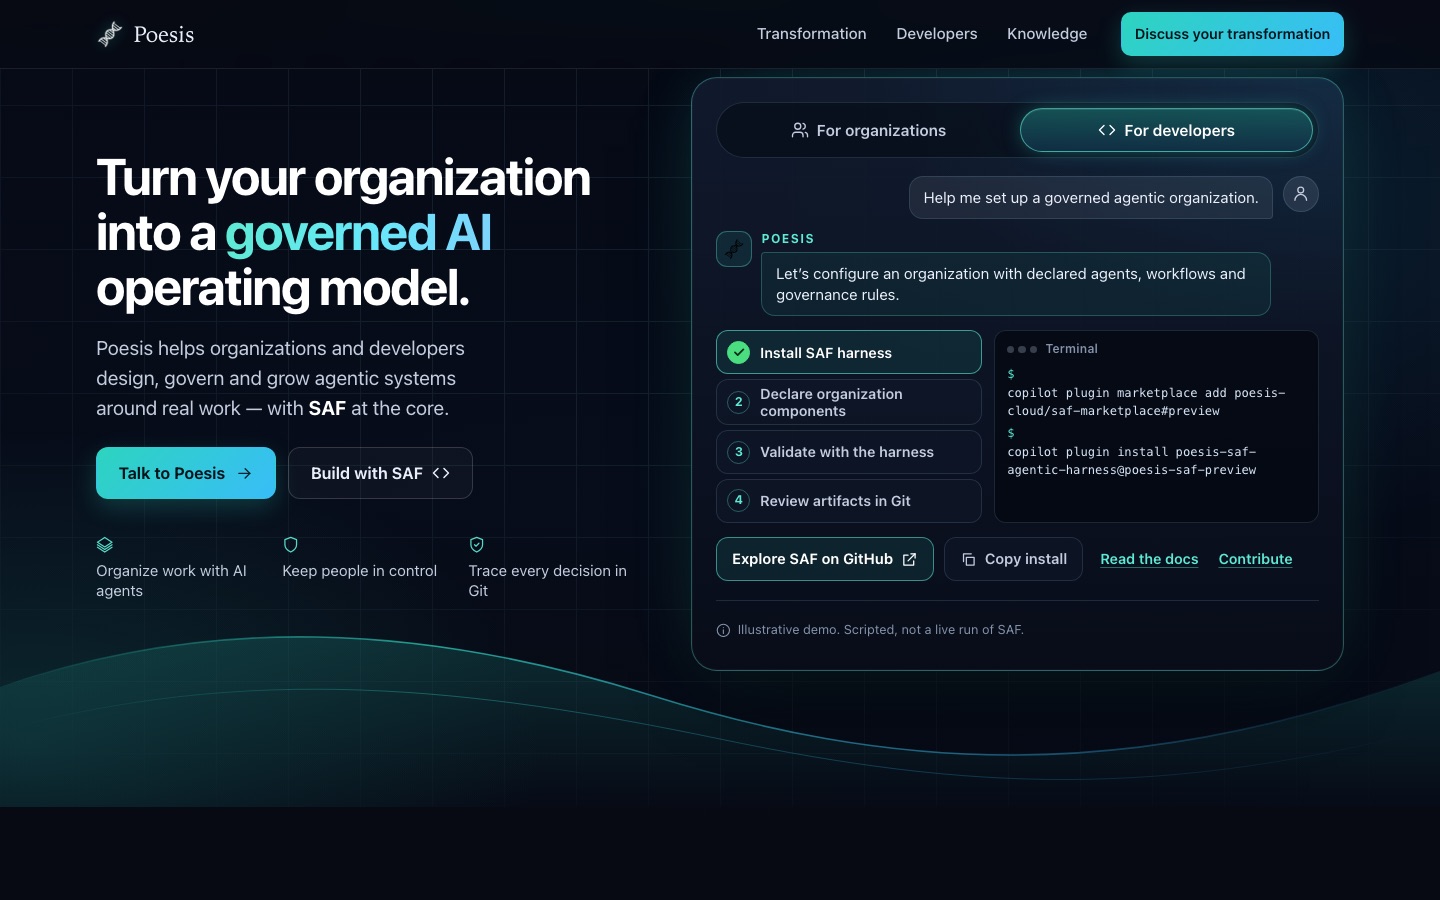 Poesis
Transformation
Developers
Knowledge
Discuss your transformation
Turn your organization
into a governed AI
operating model.
Poesis helps organizations and developers
design, govern and grow agentic systems
around real work — with SAF at the core.
Talk to Poesis
Build with SAF
Organize work with AI
agents
Keep people in control
Trace every decision in
Git
For organizations
For developers
Help me set up a governed agentic organization.
POESIS
Let’s configure an organization with declared agents, workflows and
governance rules.
Install SAF harness
2 Declare organization
components
3 Validate with the harness
4 Review artifacts in Git
Terminal
$
copilot plugin marketplace add poesis-
cloud/saf-marketplace#preview
$
copilot plugin install poesis-saf-
agentic-harness@poesis-saf-preview
Explore SAF on GitHub
Copy install
Read the docs
Contribute
Illustrative demo. Scripted, not a live run of SAF.